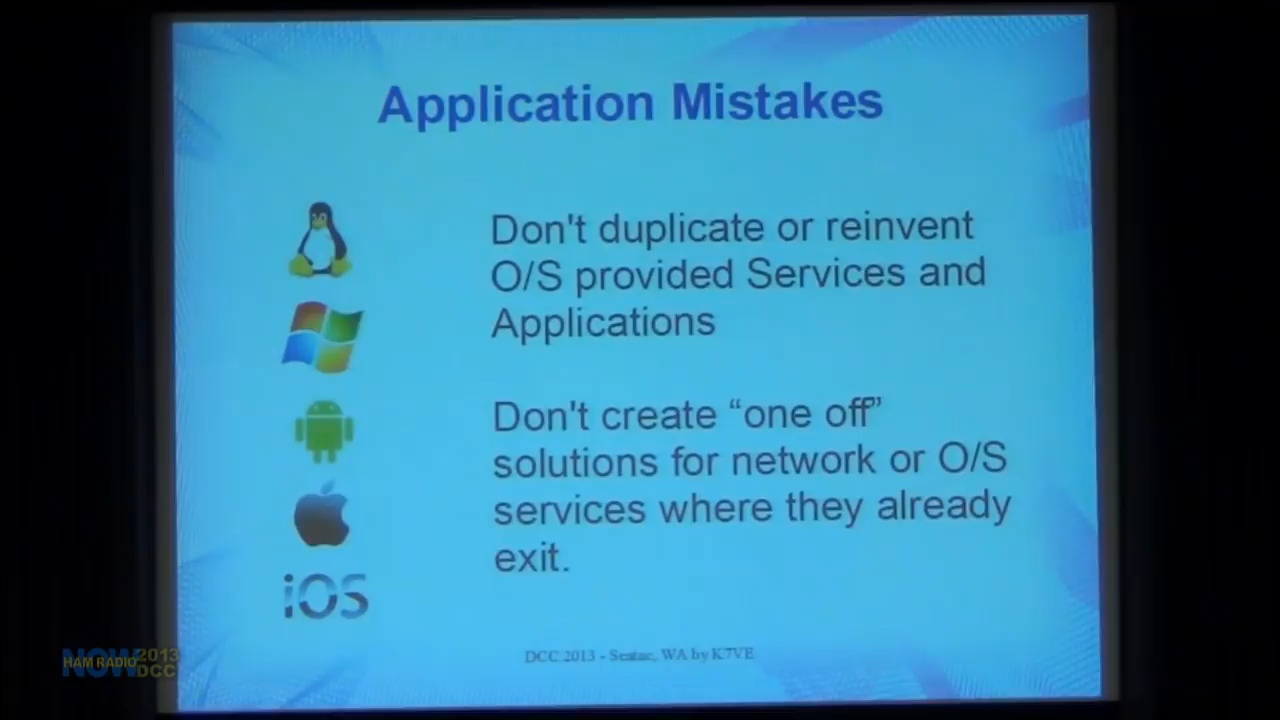 Application Mistakes
Don't duplicate or reinvent
O/S provided Services and
Applications
Don't create “one off”
solutions for network or O/S
services where they already
exit.
iOS
DCC 2013 - Seatac, WA by K7VE
HAM RADIO
NOW
2013
DCC